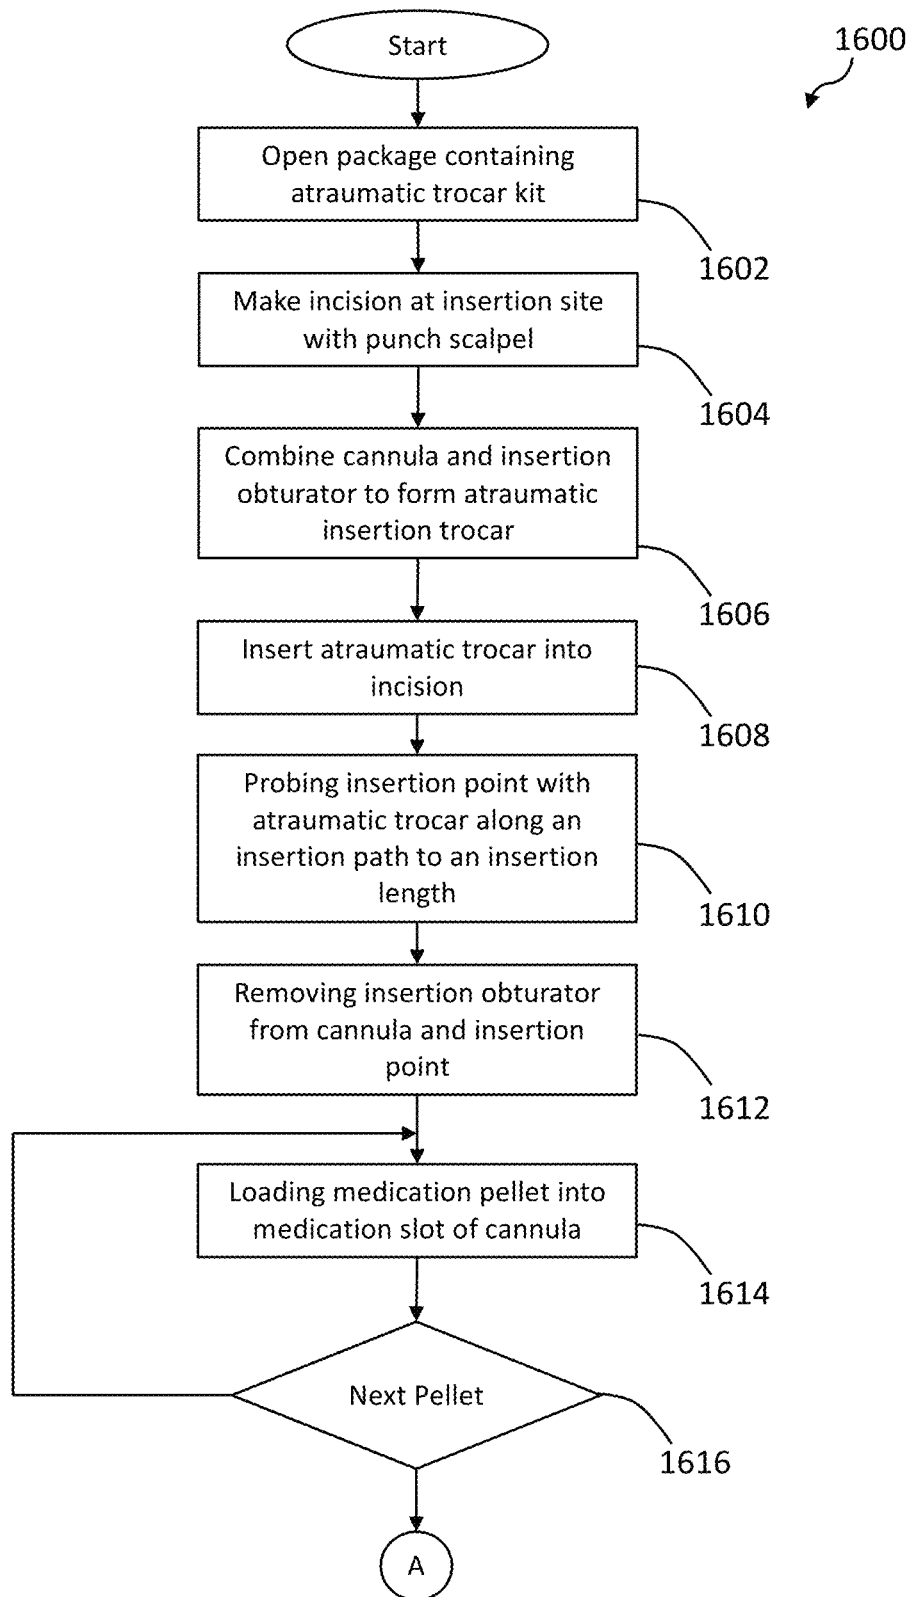 Start
1600
Open package containing
atraumatic trocar kit
1602
Make incision at insertion site
with punch scalpel
1604
Combine cannula and insertion
obturator to form atraumatic
insertion trocar
1606
Insert atraumatic trocar into
incision
1608
Probing insertion point with
atraumatic trocar along an
insertion path to an insertion
length
1610
Removing insertion obturator
from cannula and insertion
point
1612
Loading medication pellet into
medication slot of cannula
1614
Next Pellet
1616
A